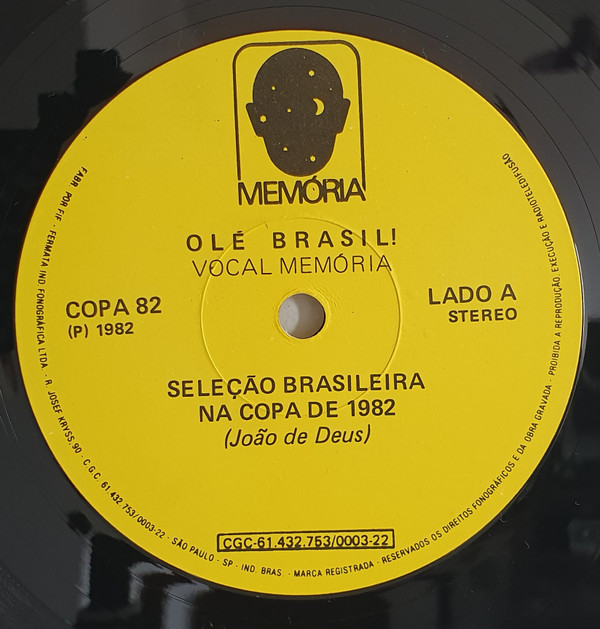 MEMÓRIA
OLÉ BRASIL!
VOCAL MEMÓRIA
COPA 82
(P) 1982
LADO A
STEREO
SELEÇÃO BRASILEIRA
NA COPA DE 1982
(João de Deus)
CGC-61.432.753/0003-22
FABR. POR FIF - FERMATA IND. FONOGRÁFICA LTDA. - R. JOSEF KRYSS, 90 - C.G.C. 61.432.753/0003-22 - SÃO PAULO - SP - IND. BRAS. - MARCA REGISTRADA - RESERVADOS OS DIREITOS FONOGRÁFICOS E DA OBRA GRAVADA - PROIBIDA A REPRODUÇÃO, EXECUÇÃO E RADIOTELEDIFUSÃO